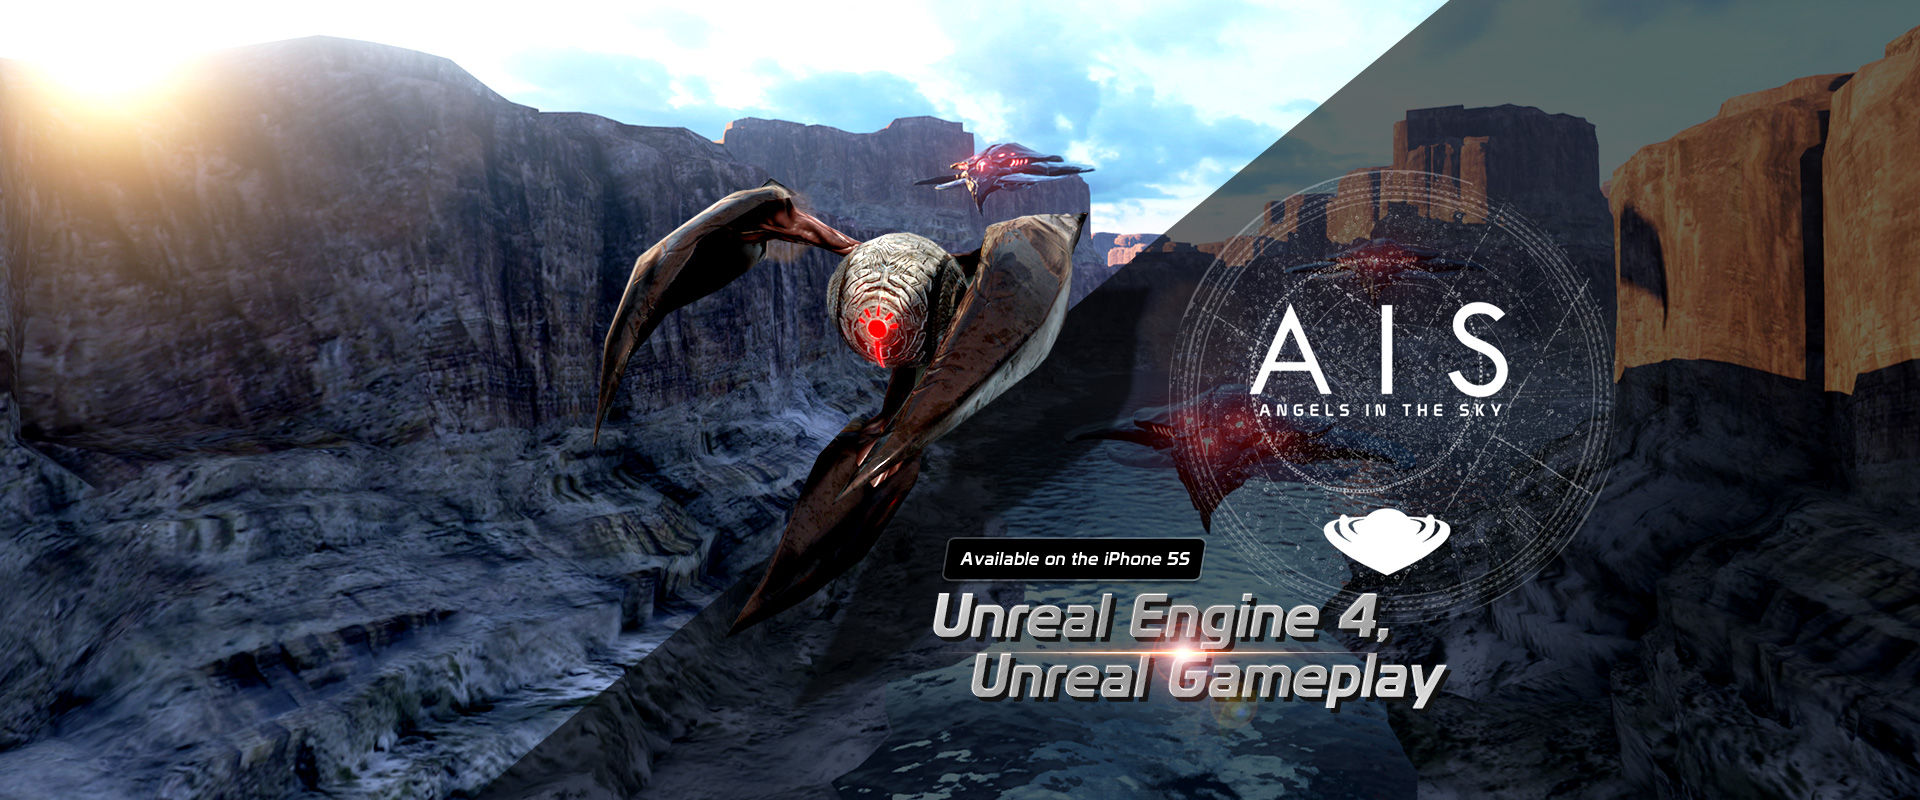 AIS
ANGELS IN THE SKY
Available on the iPhone 5S
Unreal Engine 4,
Unreal Gameplay